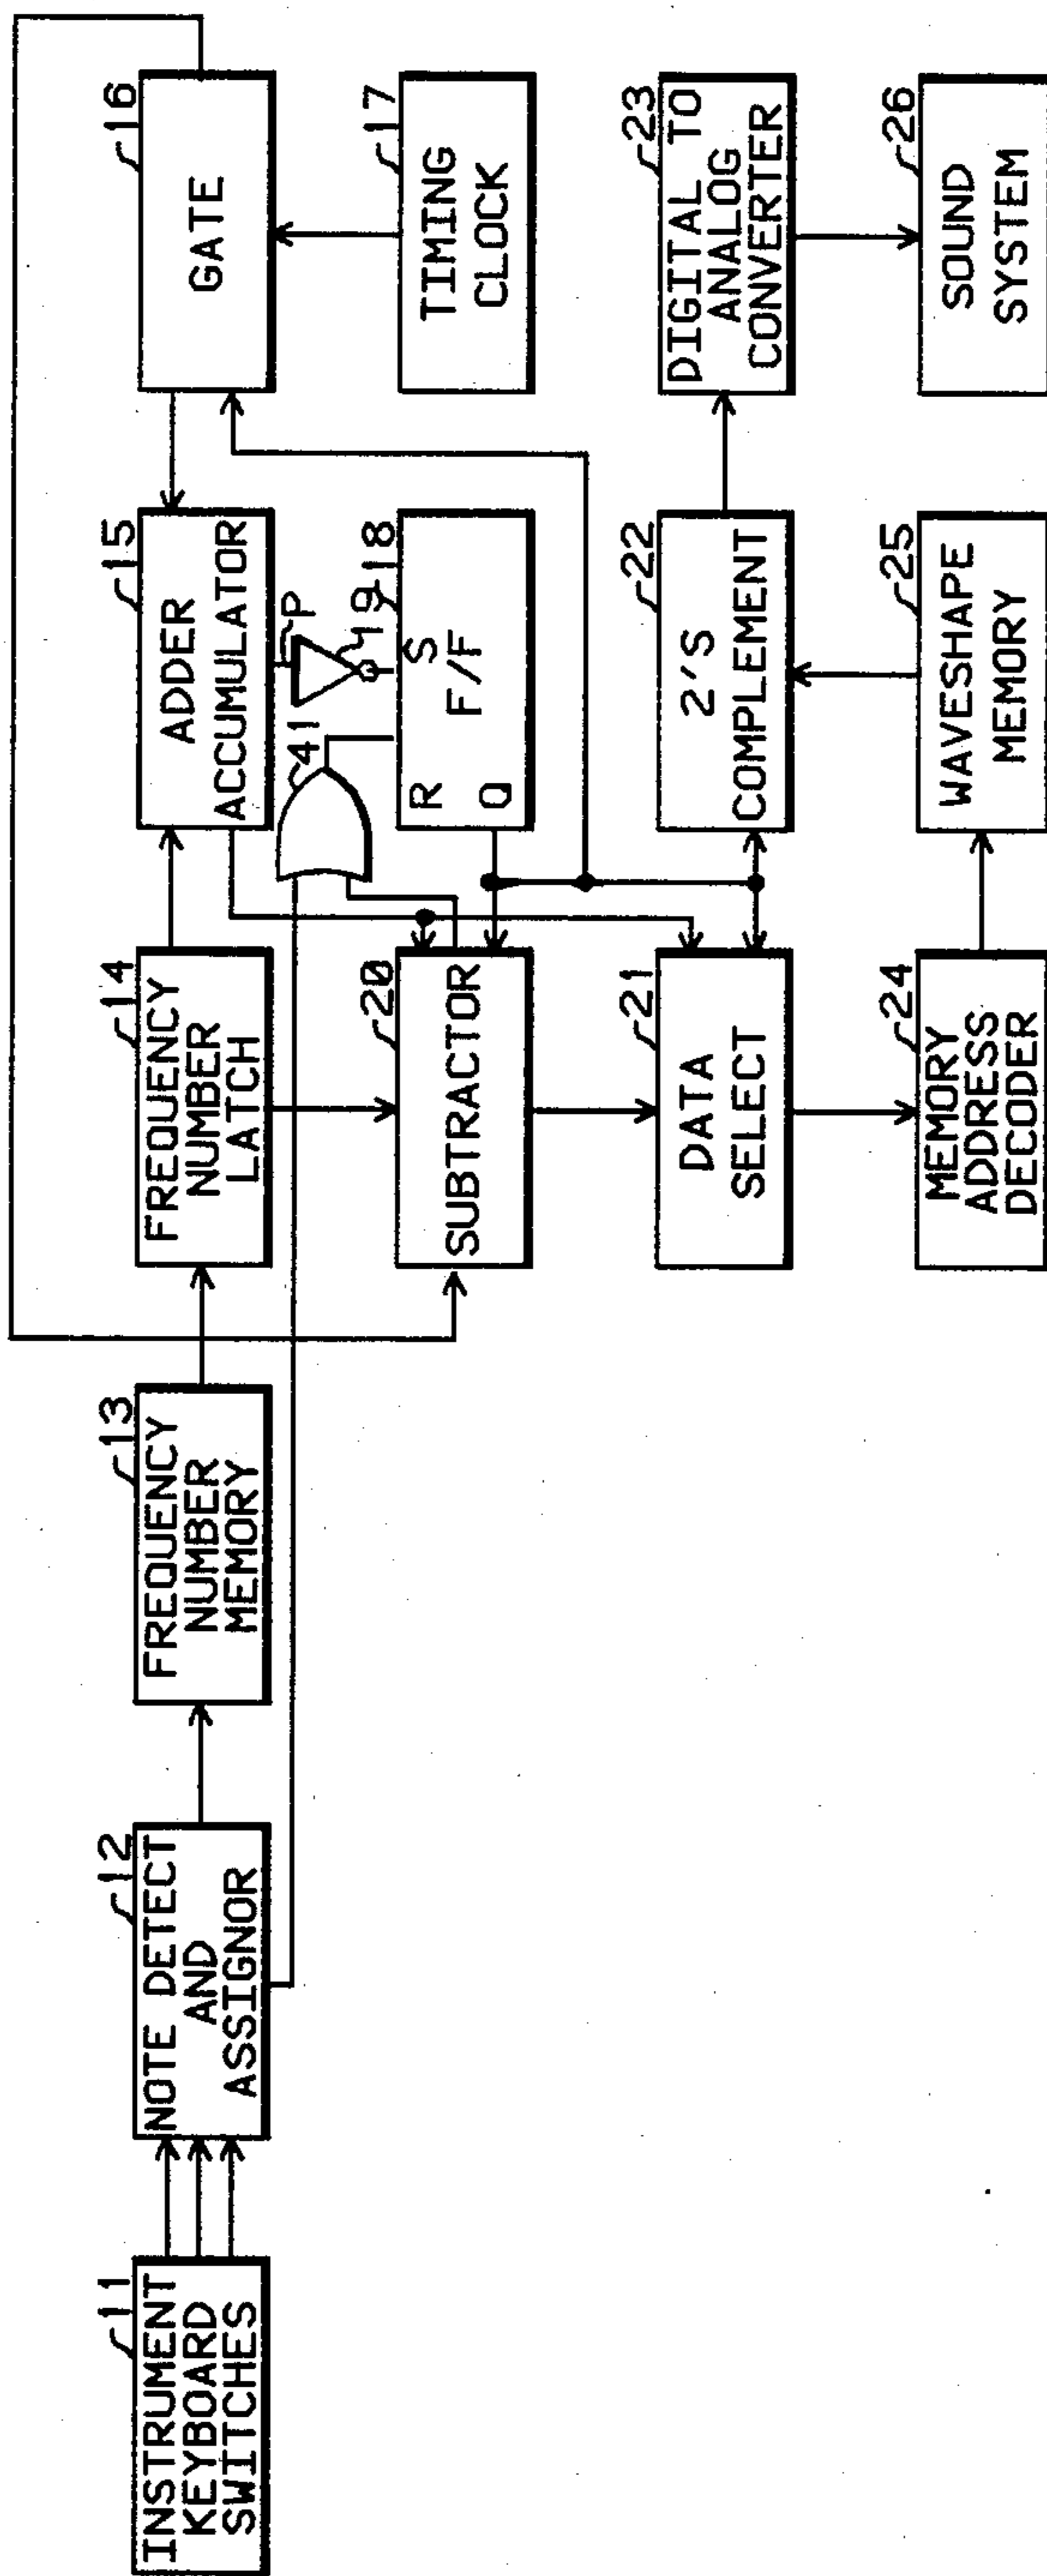 11
INSTRUMENT
KEYBOARD
SWITCHES
12
NOTE DETECT
AND
ASSIGNOR
13
FREQUENCY
NUMBER
MEMORY
14
FREQUENCY
NUMBER
LATCH
15
ADDER
ACCUMULATOR
16
GATE
P
41
19
18
R
S
F/F
Q
17
TIMING
CLOCK
20
SUBTRACTOR
21
DATA
SELECT
22
2'S
COMPLEMENT
23
DIGITAL TO
ANALOG
CONVERTER
24
MEMORY
ADDRESS
DECODER
25
WAVESHAPE
MEMORY
26
SOUND
SYSTEM